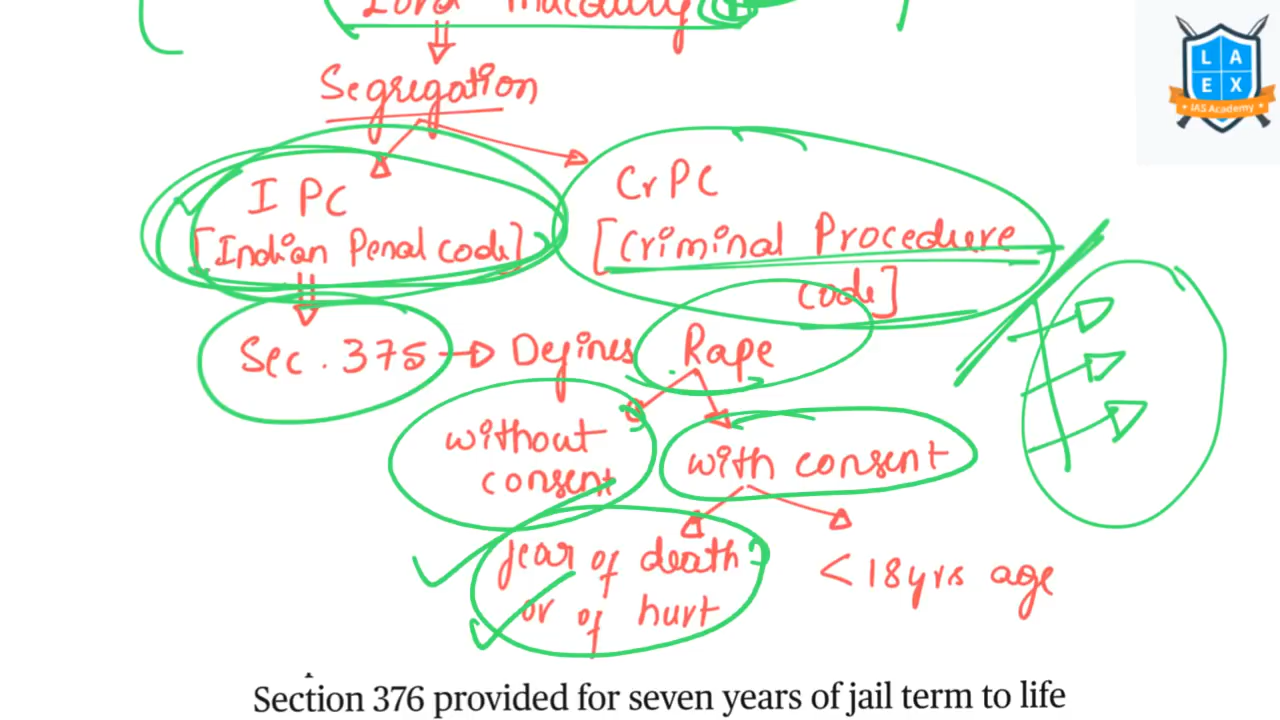 Segregation
IPC
[Indian Penal code]
CrPC
[Criminal Procedure
code]
Sec. 375 → Defines Rape
without
consent
with consent
fear of death
or of hurt
< 18yrs age
Section 376 provided for seven years of jail term to life
L A
E X
IAS Academy